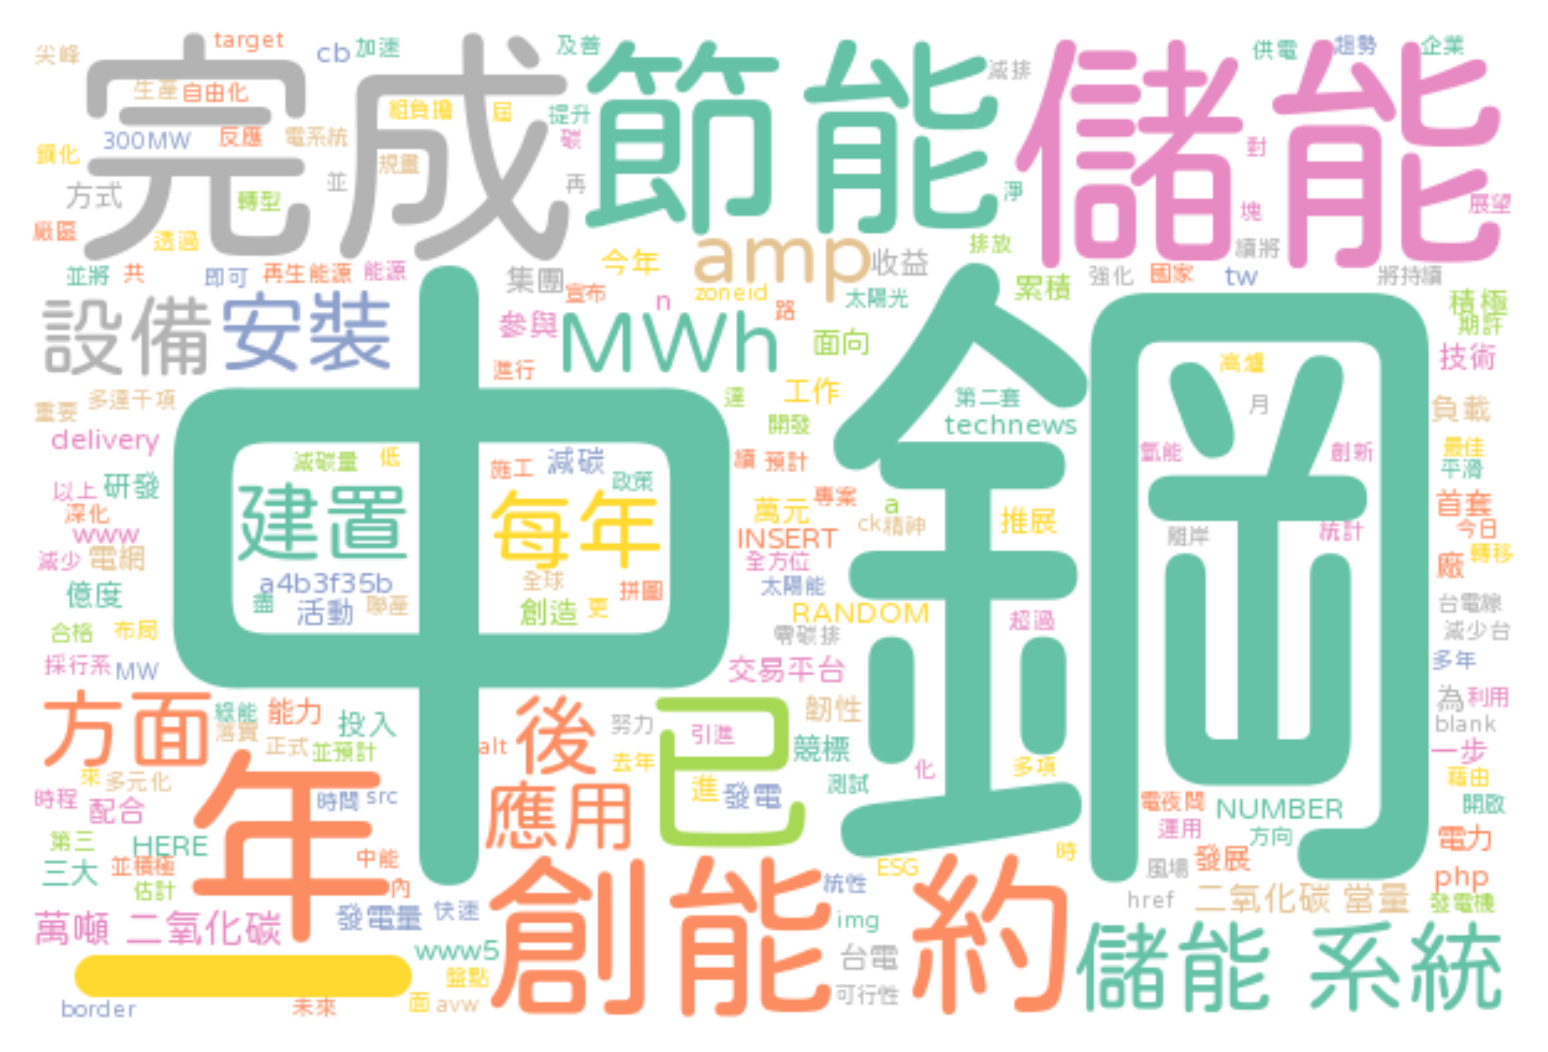 尖峰 target cb 加速 及善 減排 供電 趨勢 企業
完成 節能 儲能
生產 自由化 組負擔 屆 提升
鋼化 300MW 反應 電系統 碳 對
方式 規畫 並 再 淨
廠區 轉型 塊 展望
透過 amp 收益 排放 續將
並將 共 即可 再生能源 能源 集團 今年 累積 強化 國家 tw 將持續
宣布 n zoneid 路 太陽光 積極
設備 安裝 參與 MWh 面向 期許
進行 高爐 技術
重要 多達千項 達 工作 第二套 月 負載
delivery 開發 technews
中鋼
減碳量 低 施工 減碳 續 預計 氫能 創新 最佳
以上 研發 建置 每年 政策 平滑
深化 萬元 專案 a 推展 首套
www INSERT ck精神 離岸 統計 今日
減少 電網 全方位 廠 轉移
億度 a4b3f35b 全球 拼圖 太陽能
盡 活動 聯產 創造 更 RANDOM 超過 台電線
合格 布局 零碳排 減少台
採行系 MW 交易平台 多年
方面 綠能 能力 投入 後 努力 已 引進 韌性 為 利用
落實 正式 並預計 alt 去年 競標 blank
來 多元化 年 化 多項 一步
時程 配合 時間 src 應用 進 發電 測試 電夜間 NUMBER 藉由
第三 HERE 運用 方向 開啟
三大 並積極 中能 時 電力
估計 內 創能 統性 ESG 約 風場 發展 php
萬噸 二氧化碳 發電量 快速 img href 二氧化碳 當量 發電機
www5 台電 儲能 系統
盤點 可行性
border 未來 面 avw